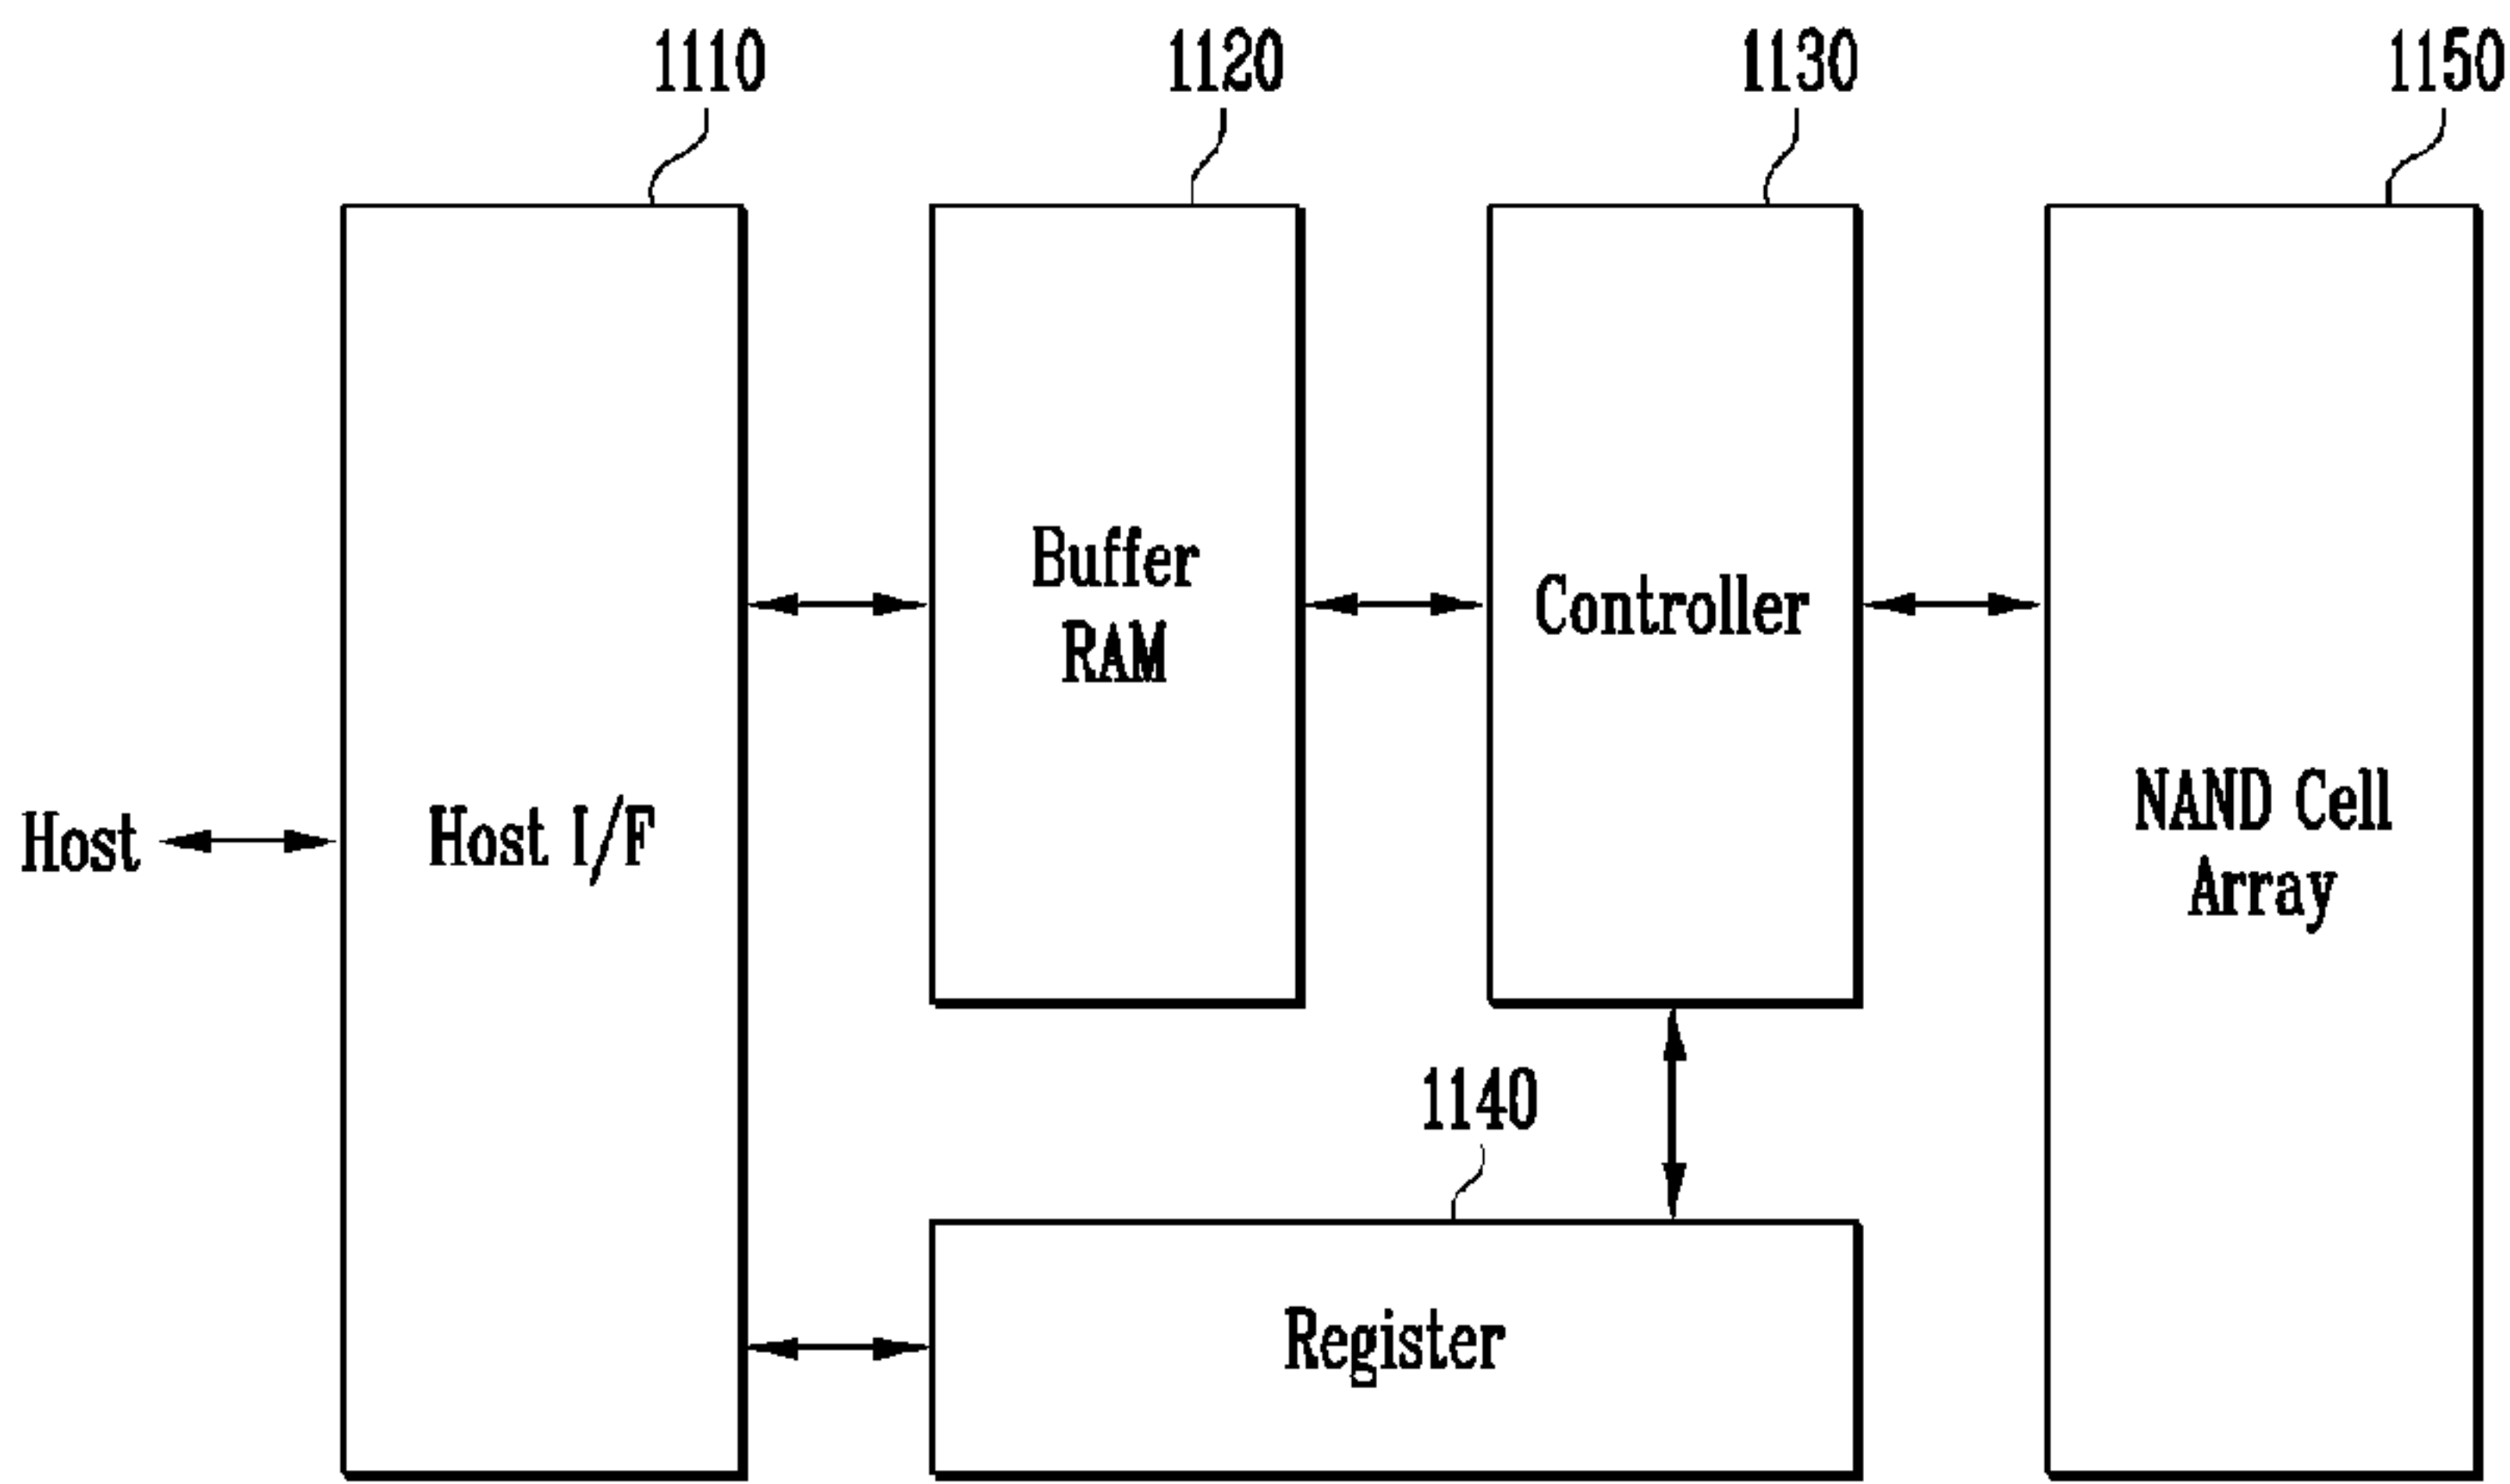 1110
1120
1130
1150
Buffer
RAM
Controller
Host
Host I/F
NAND Cell
Array
1140
Register